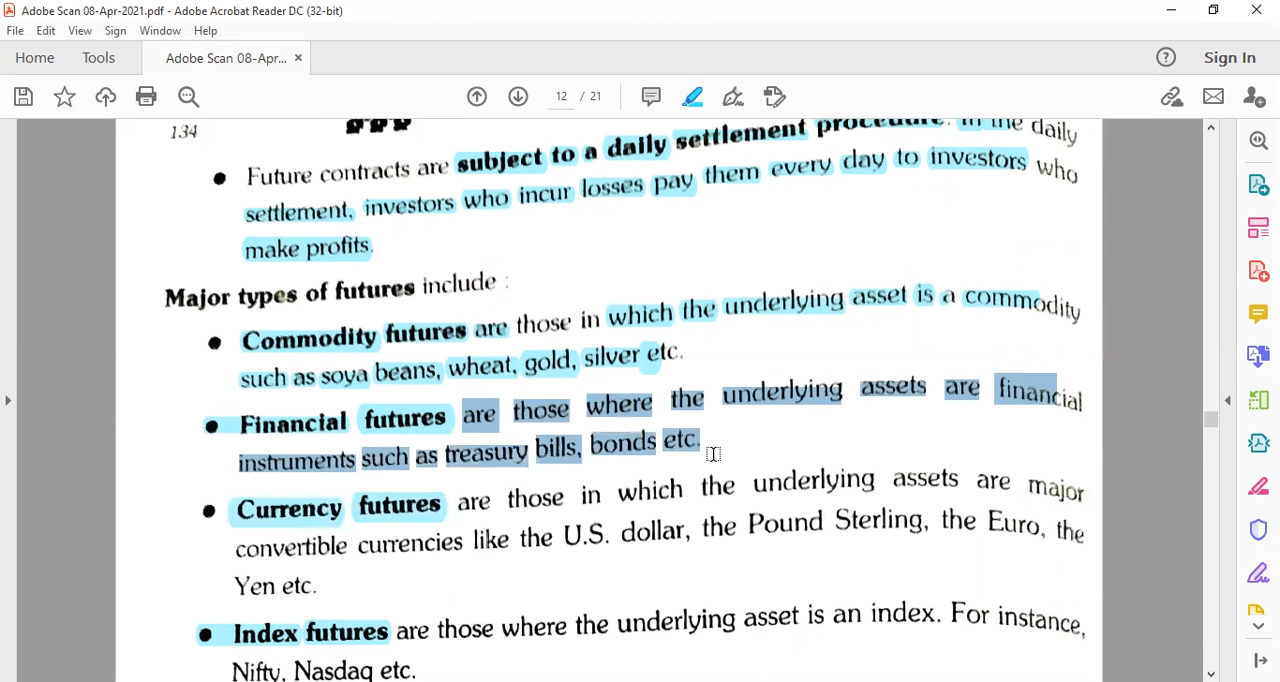 Adobe Scan 08-Apr-2021.pdf - Adobe Acrobat Reader DC (32-bit)
File Edit View Sign Window Help
Home Tools Adobe Scan 08-Apr... × Sign In
12 / 21
134
• Future contracts are subject to a daily settlement procedure. In the daily
settlement, investors who incur losses pay them every day to investors who
make profits.
Major types of futures include :
• Commodity futures are those in which the underlying asset is a commodity
such as soya beans, wheat, gold, silver etc.
• Financial futures are those where the underlying assets are financial
instruments such as treasury bills, bonds etc.
• Currency futures are those in which the underlying assets are major
convertible currencies like the U.S. dollar, the Pound Sterling, the Euro, the
Yen etc.
• Index futures are those where the underlying asset is an index. For instance,
Nifty, Nasdaq etc.